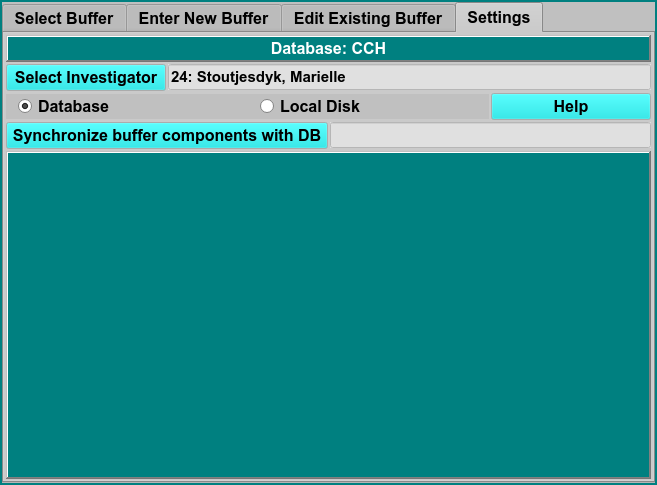 Select Buffer Enter New Buffer Edit Existing Buffer Settings
Database: CCH
Select Investigator 24: Stoutjesdyk, Marielle
Database Local Disk Help
Synchronize buffer components with DB